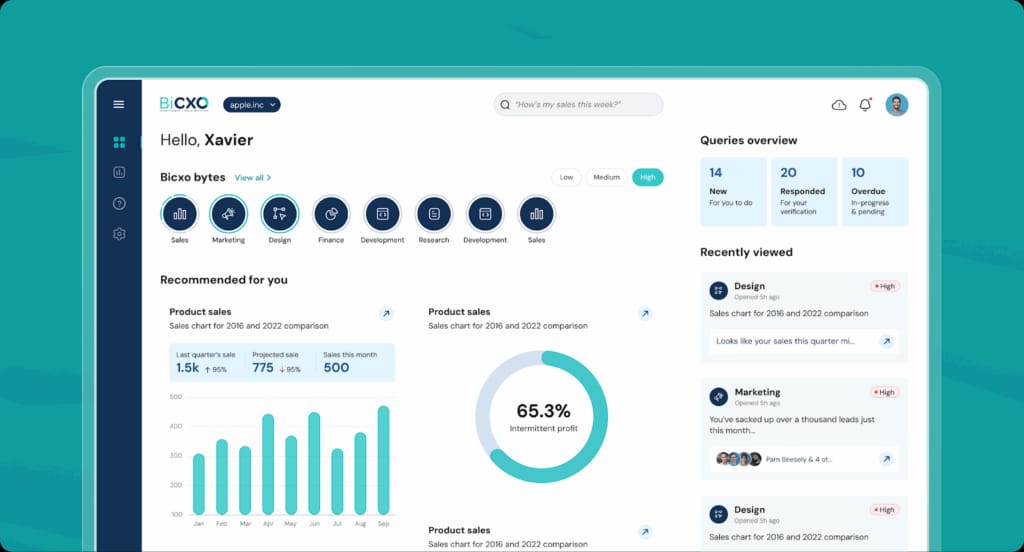 BiCXO
apple.inc
"How's my sales this week?"
Hello, Xavier
Bicxo bytes
View all
Low
Medium
High
Sales
Marketing
Design
Finance
Development
Research
Development
Sales
Recommended for you
Product sales
Sales chart for 2016 and 2022 comparison
Last quarter's sale
1.5k ↑ 95%
Projected sale
775 ↓ 95%
Sales this month
500
500
400
300
300
100
Jan
Feb
Mar
Apr
May
Jun
Jul
Aug
Sep
Product sales
Sales chart for 2016 and 2022 comparison
65.3%
Intermittent profit
Product sales
Sales chart for 2016 and 2022 comparison
Queries overview
14
New
For you to do
20
Responded
For your
verification
10
Overdue
In-progress
& pending
Recently viewed
Design
High
Opened 5h ago
Sales chart for 2016 and 2022 comparison
Looks like your sales this quarter mi...
Marketing
High
Opened 5h ago
You've sacked up over a thousand leads just
this month...
Pam Beesely & 4 ot...
Design
High
Opened 5h ago
Sales chart for 2016 and 2022 comparison